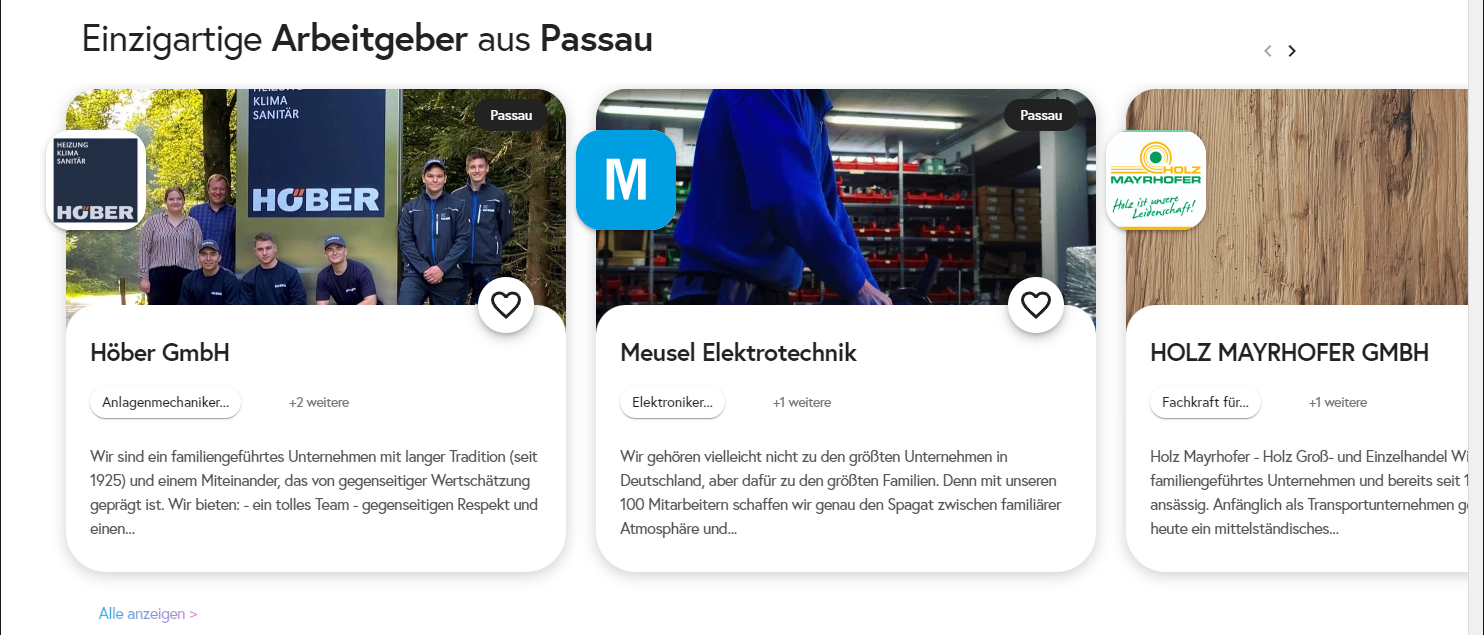 Einzigartige Arbeitgeber aus Passau
HEIZUNG
KLIMA
SANITÄR
HÖBER
Passau
HEIZUNG
KLIMA
SANITÄR
HÖBER
Höber GmbH
Anlagenmechaniker...
+2 weitere
Wir sind ein familiengeführtes Unternehmen mit langer Tradition (seit
1925) und einem Miteinander, das von gegenseitiger Wertschätzung
geprägt ist. Wir bieten: - ein tolles Team - gegenseitigen Respekt und
einen...
Passau
M
Meusel Elektrotechnik
Elektroniker...
+1 weitere
Wir gehören vielleicht nicht zu den größten Unternehmen in
Deutschland, aber dafür zu den größten Familien. Denn mit unseren
100 Mitarbeitern schaffen wir genau den Spagat zwischen familiärer
Atmosphäre und...
HOLZ
MAYRHOFER
Holz ist unsere
Leidenschaft!
HOLZ MAYRHOFER GMBH
Fachkraft für...
+1 weitere
Holz Mayrhofer - Holz Groß- und Einzelhandel
familiengeführtes Unternehmen und bereits seit
ansässig. Anfänglich als Transportunternehmen
heute ein mittelständisches...
Alle anzeigen >